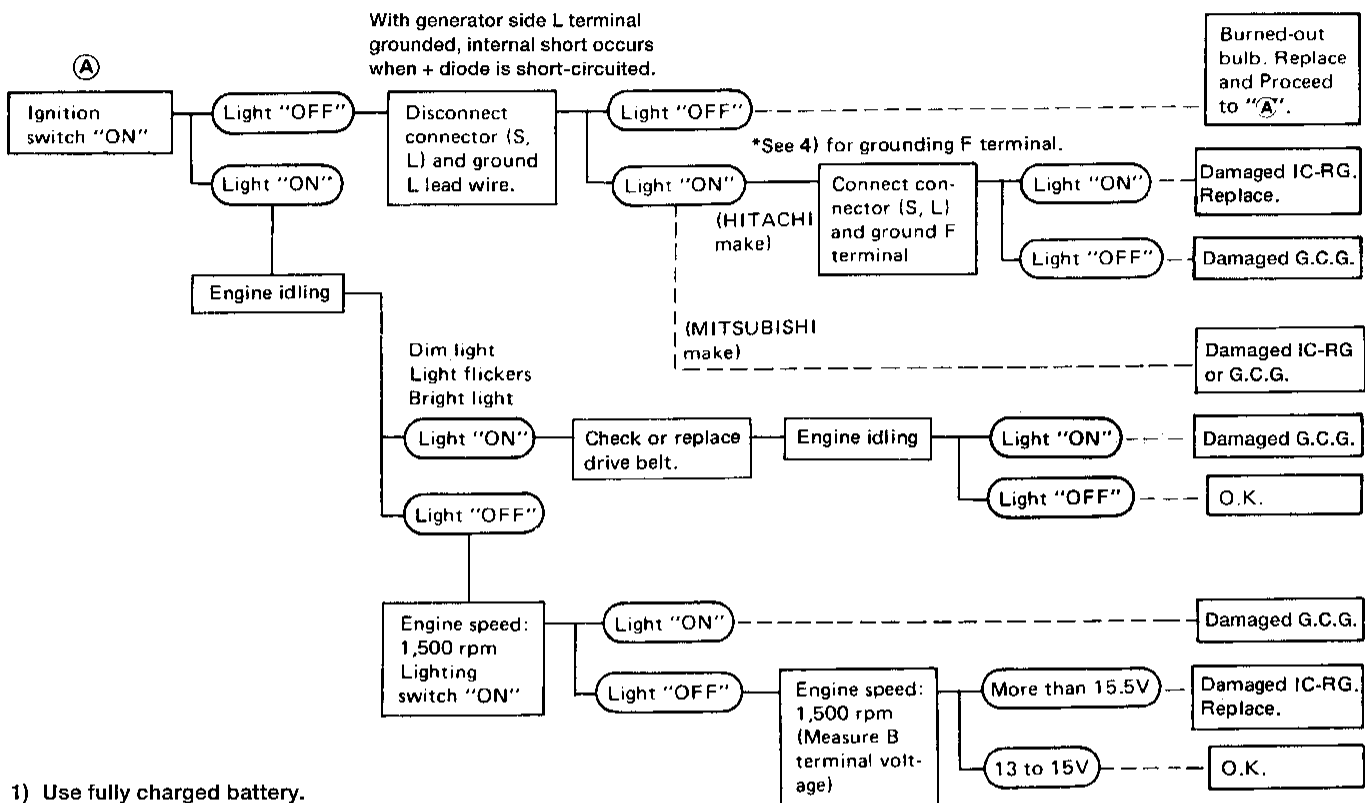 With generator side L terminal
grounded, internal short occurs
when + diode is short-circuited.
Ⓐ
Ignition
switch "ON"
Light "OFF"
Light "ON"
Disconnect
connector (S,
L) and ground
L lead wire.
Light "OFF"
Burned-out
bulb. Replace
and Proceed
to "Ⓐ".
*See 4) for grounding F terminal.
Light "ON"
(HITACHI
make)
Connect con-
nector (S, L)
and ground F
terminal
Light "ON"
Damaged IC-RG.
Replace.
Light "OFF"
Damaged G.C.G.
(MITSUBISHI
make)
Damaged IC-RG
or G.C.G.
Engine idling
Dim light
Light flickers
Bright light
Light "ON"
Check or replace
drive belt.
Engine idling
Light "ON"
Damaged G.C.G.
Light "OFF"
O.K.
Light "OFF"
Engine speed:
1,500 rpm
Lighting
switch "ON"
Light "ON"
Damaged G.C.G.
Light "OFF"
Engine speed:
1,500 rpm
(Measure B
terminal volt-
age)
More than 15.5V
Damaged IC-RG.
Replace.
13 to 15V
O.K.
1) Use fully charged battery.